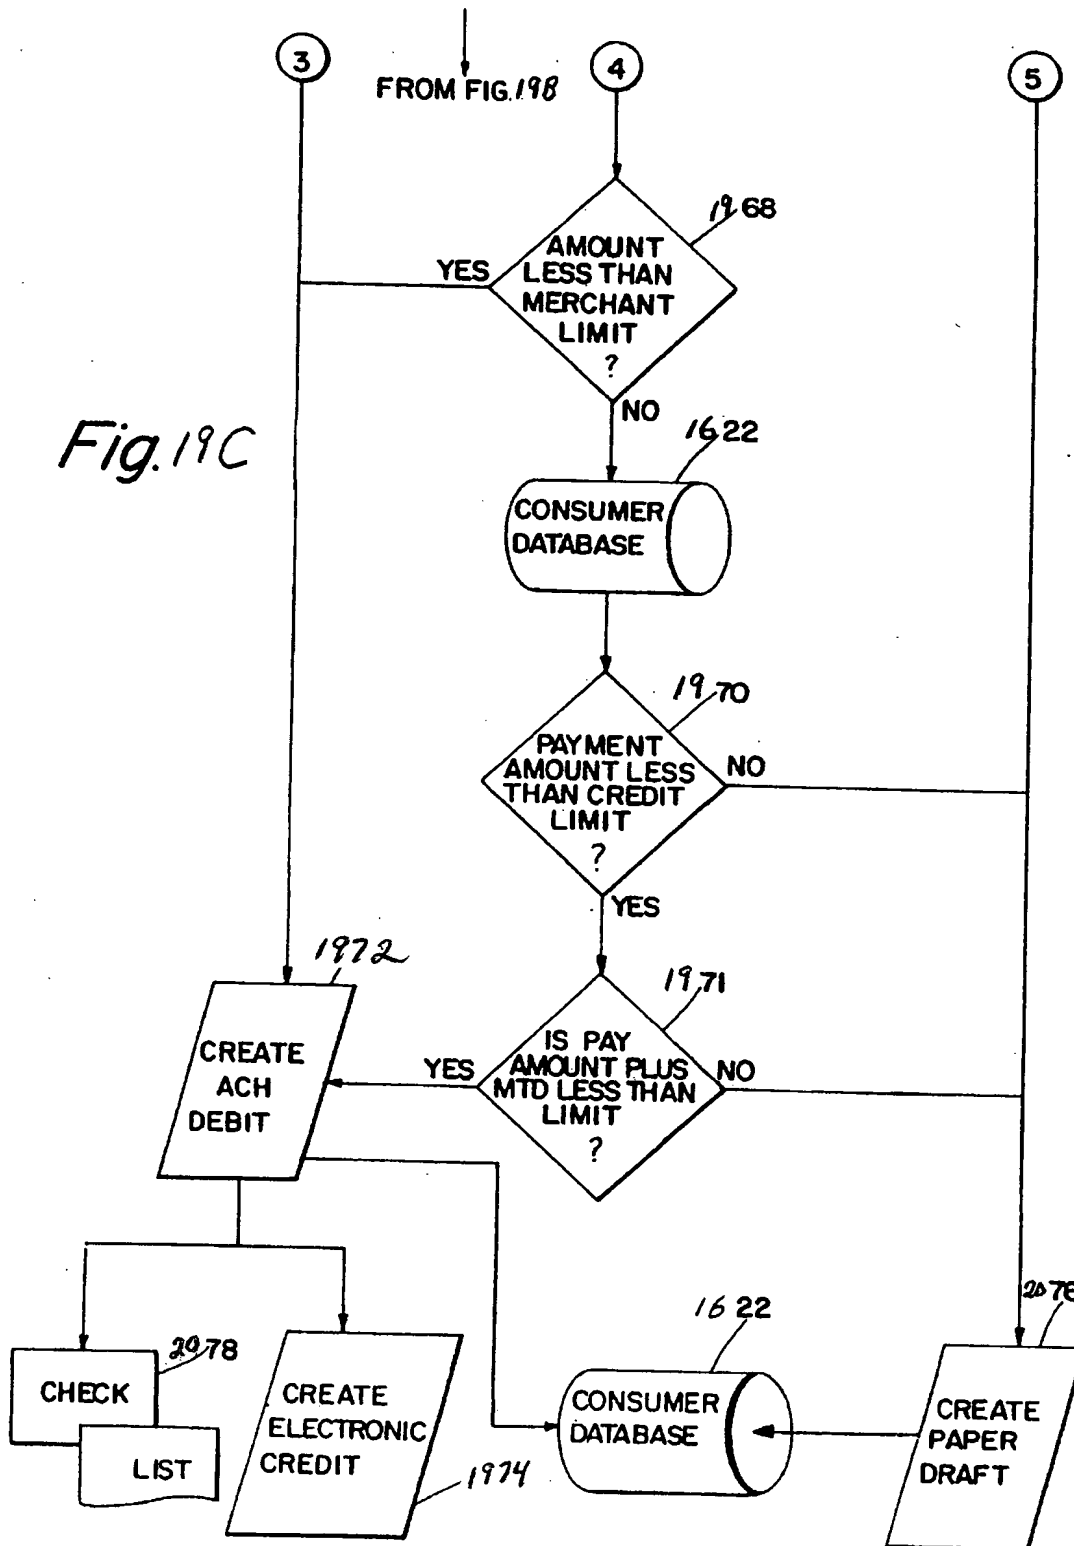 3
4
5
FROM FIG. 19B
1968
AMOUNT
LESS THAN
MERCHANT
LIMIT
?
YES
NO
Fig. 19C
1622
CONSUMER
DATABASE
1970
PAYMENT
AMOUNT LESS
THAN CREDIT
LIMIT
?
NO
YES
1972
CREATE
ACH
DEBIT
1971
IS PAY
AMOUNT PLUS
MTD LESS THAN
LIMIT
?
YES
NO
2078
CHECK
LIST
CREATE
ELECTRONIC
CREDIT
1974
1622
CONSUMER
DATABASE
2076
CREATE
PAPER
DRAFT